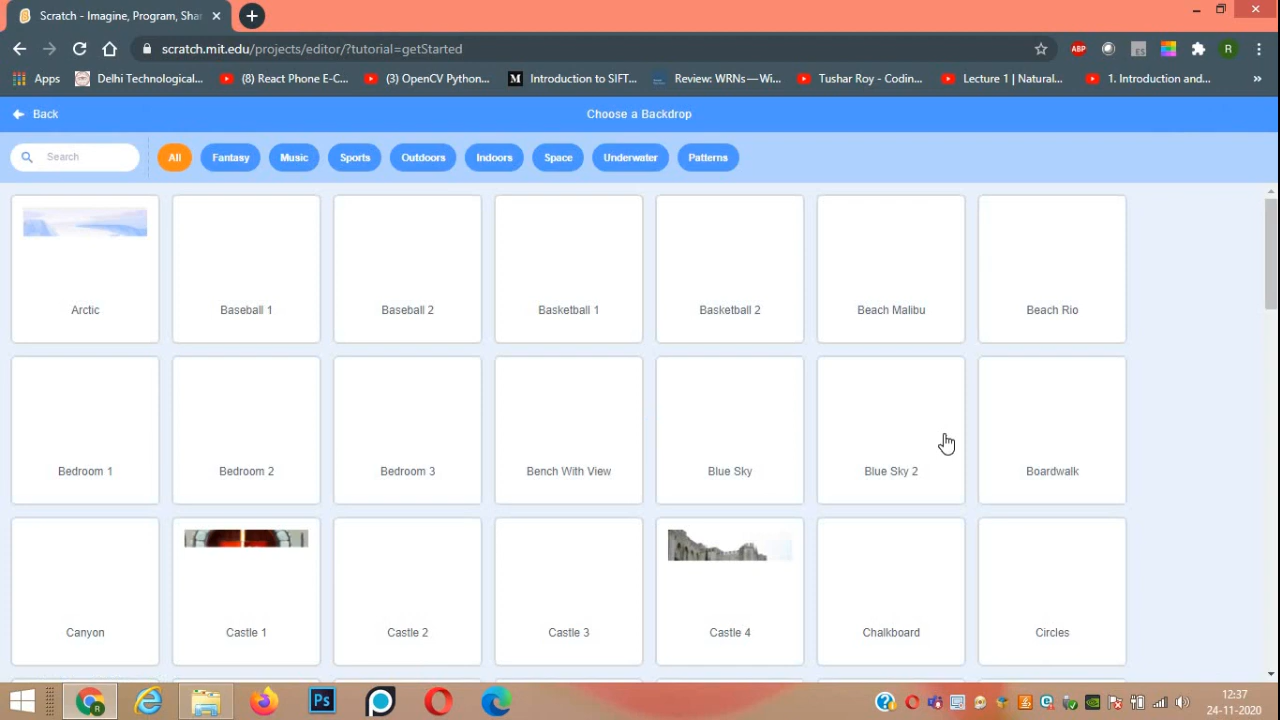 Scratch - Imagine, Program, Sha
scratch.mit.edu/projects/editor/?tutorial=getStarted
ABP
ES
R
Apps
Delhi Technological...
(8) React Phone E-C...
(3) OpenCV Python...
M
Introduction to SIFT...
Review: WRNs—Wi...
Tushar Roy - Codin...
Lecture 1 | Natural...
1. Introduction and...
»
Back
Choose a Backdrop
Search
All
Fantasy
Music
Sports
Outdoors
Indoors
Space
Underwater
Patterns
Arctic
Baseball 1
Baseball 2
Basketball 1
Basketball 2
Beach Malibu
Beach Rio
Bedroom 1
Bedroom 2
Bedroom 3
Bench With View
Blue Sky
Blue Sky 2
Boardwalk
Canyon
Castle 1
Castle 2
Castle 3
Castle 4
Chalkboard
Circles
R
Ps
12:37
24-11-2020